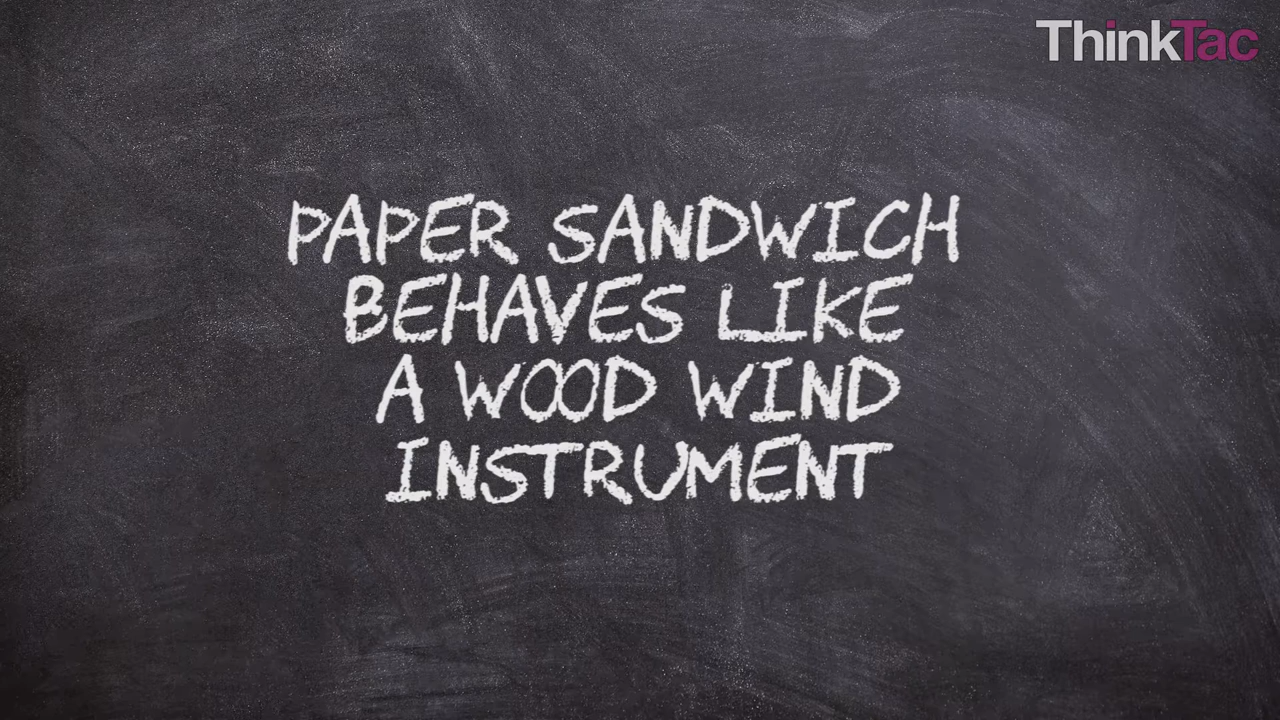 ThinkTac
PAPER SANDWICH
BEHAVES LIKE
A WOOD WIND
INSTRUMENT